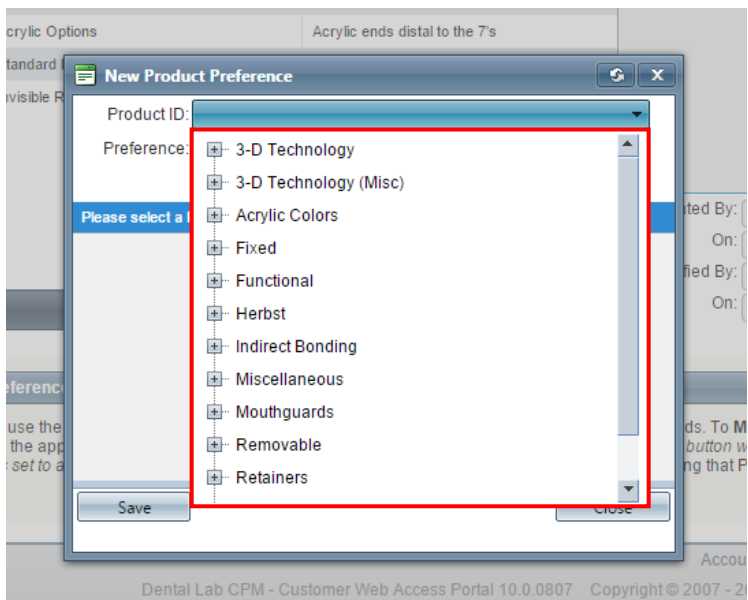 crylic Options Acrylic ends distal to the 7's
tandard
nvisible R
New Product Preference
Product ID:
Preference:
3-D Technology
3-D Technology (Misc)
Acrylic Colors
Fixed
Functional
Herbst
Indirect Bonding
Miscellaneous
Mouthguards
Removable
Retainers
Please select a
ted By:
On:
fied By:
On:
eference
use the
the app
set to a
ds. To M
button w
ng that P
Save Close
Accou
Dental Lab CPM - Customer Web Access Portal 10.0.0807 Copyright © 2007 - 2